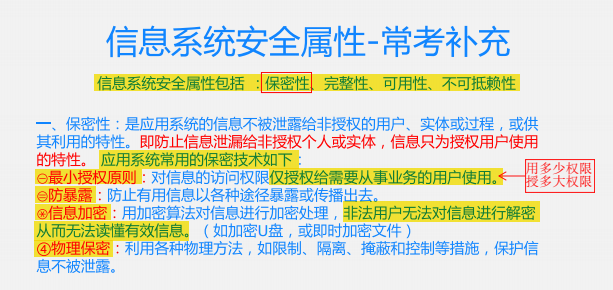 信息系统安全属性-常考补充
信息系统安全属性包括 ：保密性、完整性、可用性、不可抵赖性
一、保密性：是应用系统的信息不被泄露给非授权的用户、实体或过程，或供
其利用的特性。即防止信息泄漏给非授权个人或实体，信息只为授权用户使用
的特性。 应用系统常用的保密技术如下：
㊀最小授权原则：对信息的访问权限仅授权给需要从事业务的用户使用。
用多少权限
授多大权限
㊁防暴露：防止有用信息以各种途径暴露或传播出去。
信息加密：用加密算法对信息进行加密处理，非法用户无法对信息进行解密
从而无法读懂有效信息。（如加密U盘，或即时加密文件）
④物理保密：利用各种物理方法，如限制、隔离、掩蔽和控制等措施，保护信
息不被泄露。